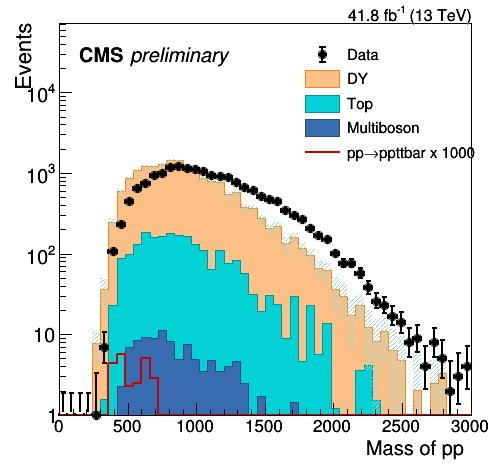 41.8 fb⁻¹ (13 TeV)
Events
CMS preliminary
Data
DY
Top
Multiboson
pp→ppttbar x 1000
10⁴
10³
10²
10
1
0 500 1000 1500 2000 2500 3000
Mass of pp